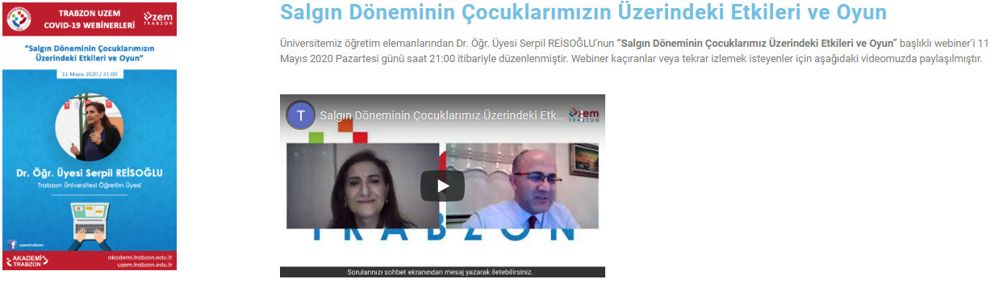 TRABZON UZEM
COVID-19 WEBİNERLERİ
üzem
TRABZON
“Salgın Döneminin Çocuklarımızın
Üzerindeki Etkileri ve Oyun”
11 Mayıs 2020 / 21:00
Dr. Öğr. Üyesi Serpil REİSOĞLU
Trabzon Üniversitesi Öğretim Üyesi
uzemtrabzon
AKADEMİ
TRABZON
akademi.trabzon.edu.tr
uzem.trabzon.edu.tr
Salgın Döneminin Çocuklarımızın Üzerindeki Etkileri ve Oyun
Üniversitemiz öğretim elemanlarından Dr. Öğr. Üyesi Serpil REİSOĞLU’nun “Salgın Döneminin Çocuklarımız Üzerindeki Etkileri ve Oyun” başlıklı webiner’i 11
Mayıs 2020 Pazartesi günü saat 21:00 itibariyle düzenlenmiştir. Webiner kaçıranlar veya tekrar izlemek isteyenler için aşağıdaki videomuzda paylaşılmıştır.
T
Salgın Döneminin Çocuklarımız Üzerindeki Etk...
üzem
TRABZON
TRABZON
Sorularınızı sohbet ekranından mesaj yazarak iletebilirsiniz.